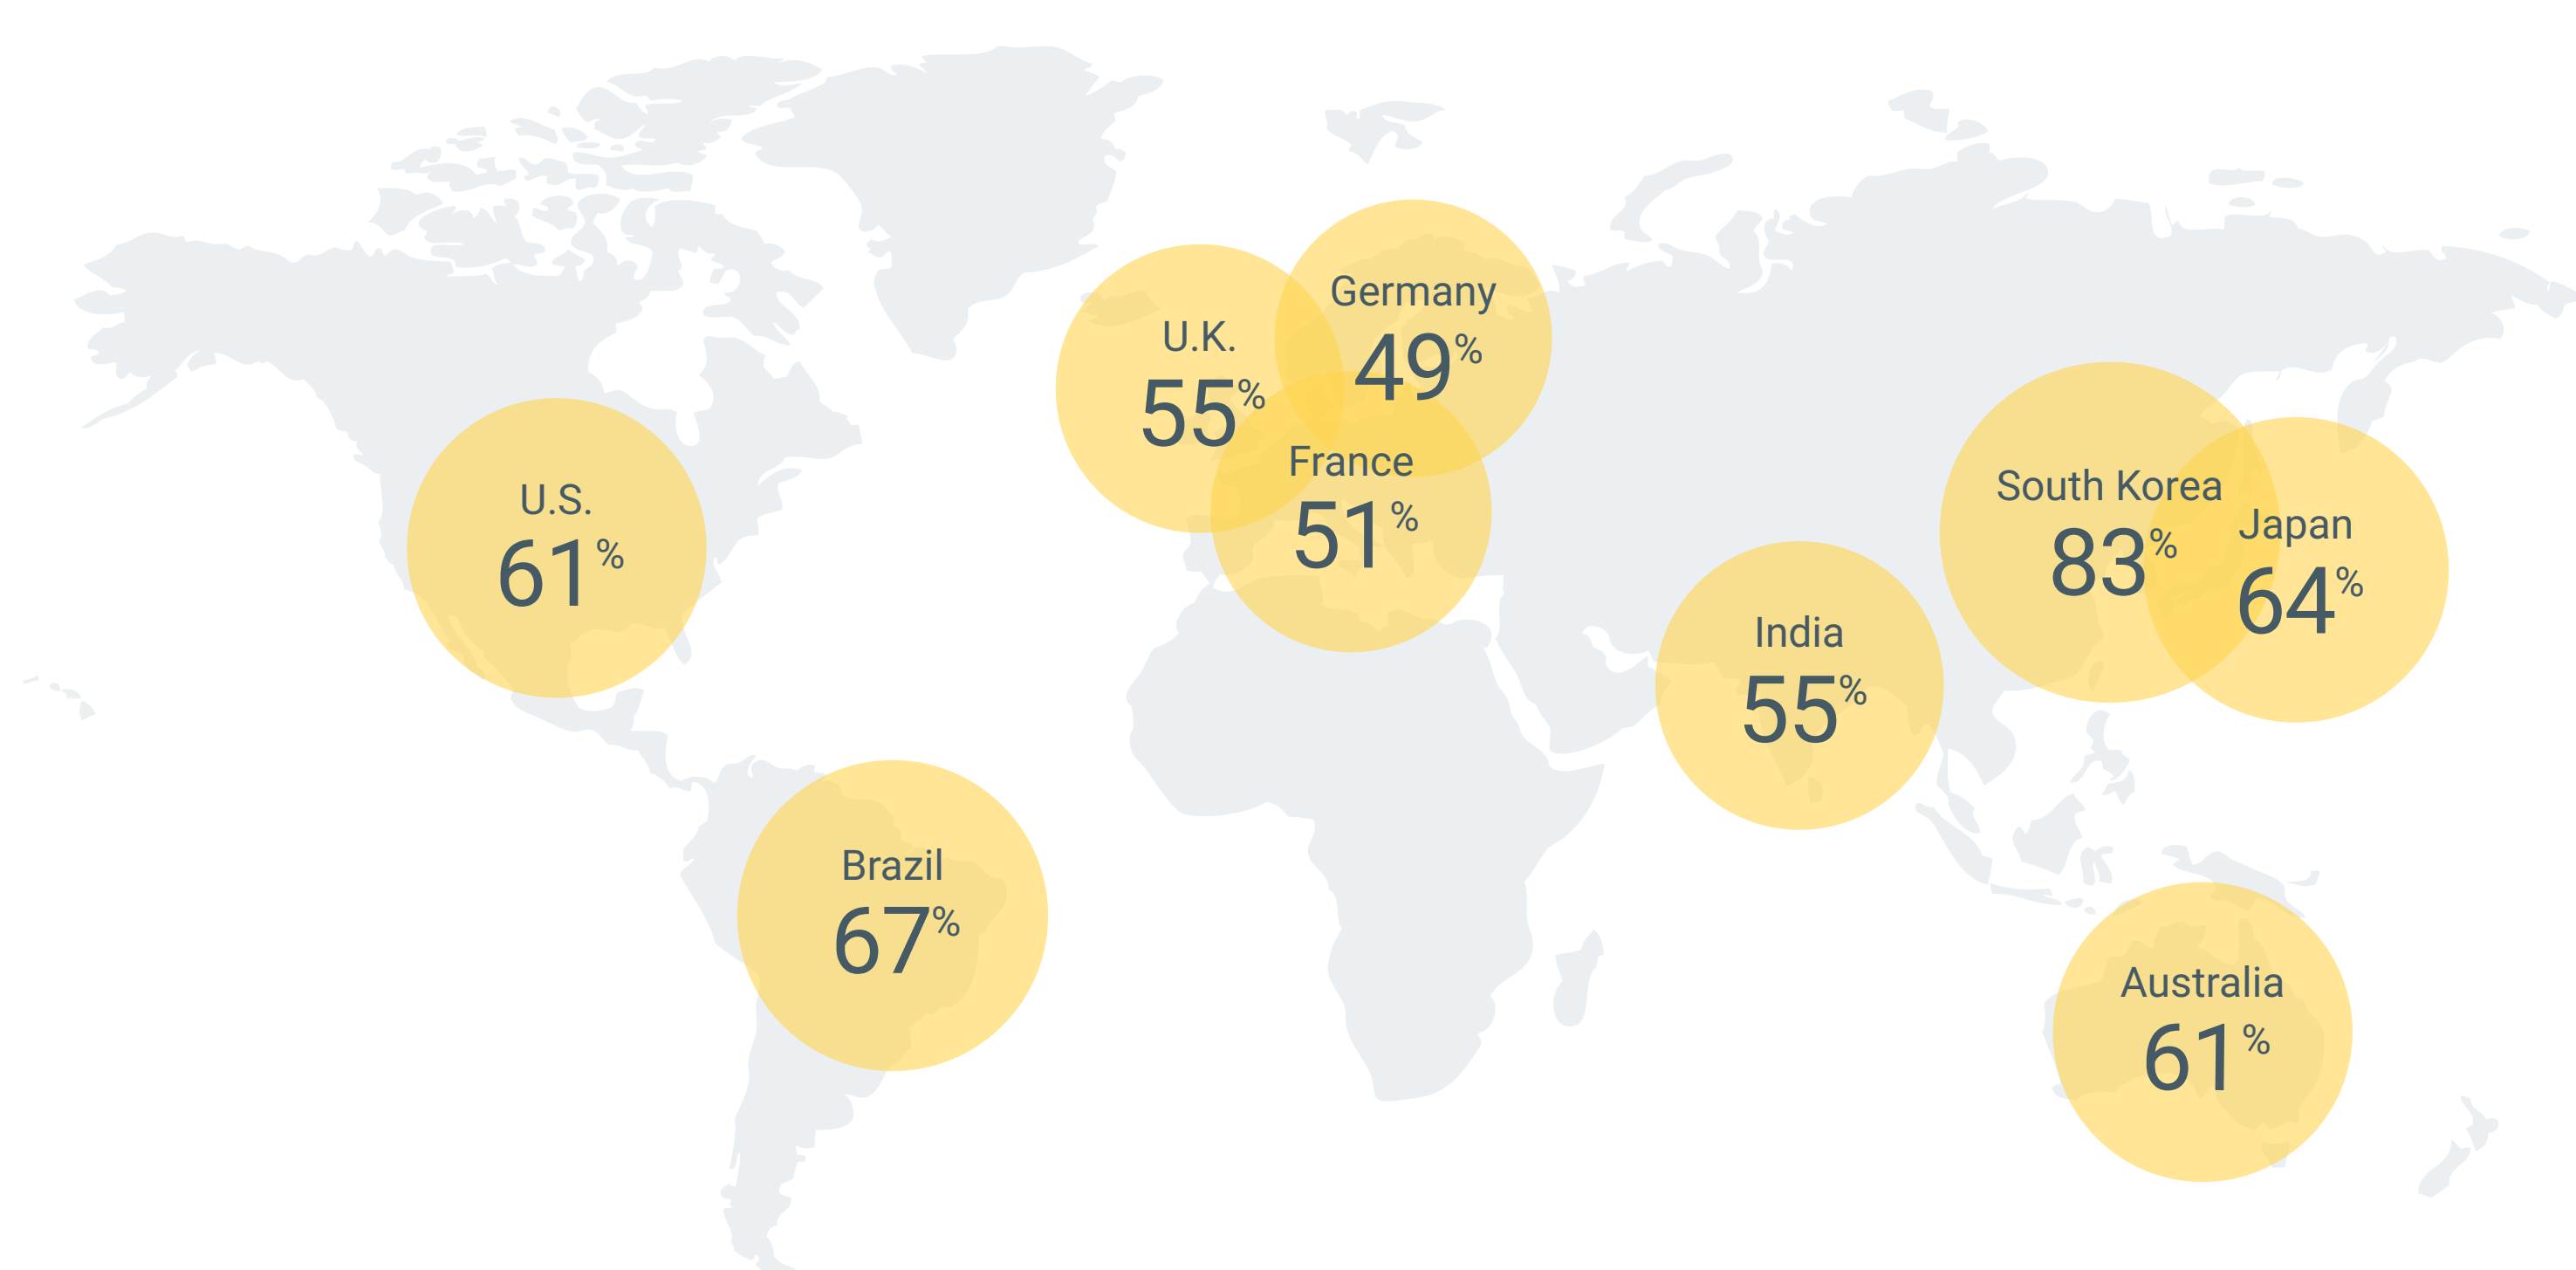 Germany
49%
U.K.
55%
France
51%
U.S.
61%
South Korea
83%
Japan
64%
India
55%
Brazil
67%
Australia
61%